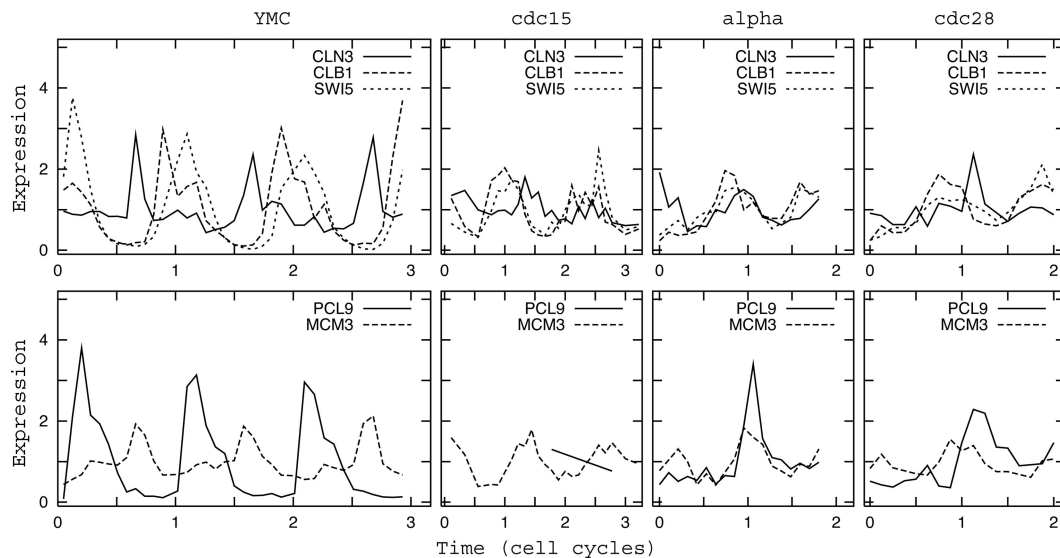 YMC cdc15 alpha cdc28
CLN3 CLN3 CLN3 CLN3
CLB1 CLB1 CLB1 CLB1
SWI5 SWI5 SWI5 SWI5
4
2
0
Expression
0 1 2 3 0 1 2 3 0 1 2 0 1 2
PCL9 PCL9 PCL9 PCL9
MCM3 MCM3 MCM3 MCM3
4
2
0
Expression
0 1 2 3 0 1 2 3 0 1 2 0 1 2
Time (cell cycles)